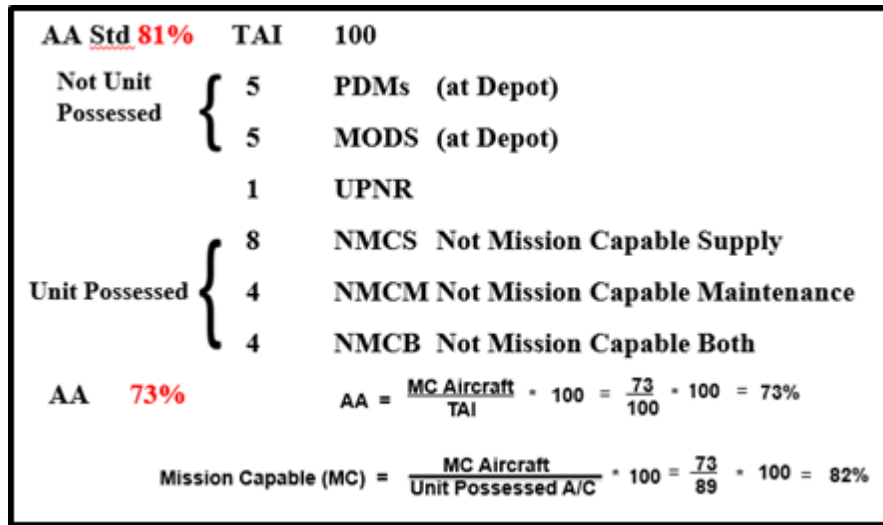 AA Std 81% TAI 100
Not Unit Possessed { 5 PDMs (at Depot)
5 MODS (at Depot)
1 UPNR
Unit Possessed { 8 NMCS Not Mission Capable Supply
4 NMCM Not Mission Capable Maintenance
4 NMCB Not Mission Capable Both
AA 73% AA = MC Aircraft / TAI * 100 = 73 / 100 * 100 = 73%
Mission Capable (MC) = MC Aircraft / Unit Possessed A/C * 100 = 73 / 89 * 100 = 82%